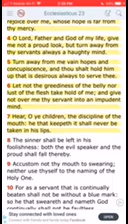 Ecclesiasticus 23
rejoice over me, whose hope is far from
thy mercy.
4 O Lord, Father and God of my life, give
me not a proud look, but turn away from
thy servants always a haughty mind.
5 Turn away from me vain hopes and
concupiscence, and thou shalt hold him
up that is desirous always to serve thee.
6 Let not the greediness of the belly nor
lust of the flesh take hold of me; and give
not over me thy servant into an impudent
mind.
7 Hear, O ye children, the discipline of the
mouth: he that keepeth it shall never be
taken in his lips.
8 The sinner shall be left in his
foolishness: both the evil speaker and the
proud shall fall thereby.
9 Accustom not thy mouth to swearing;
neither use thyself to the naming of the
Holy One.
10 For as a servant that is continually
beaten shall not be without a blue mark:
so he that sweareth and nameth God
Stay connected with loved ones
OPEN